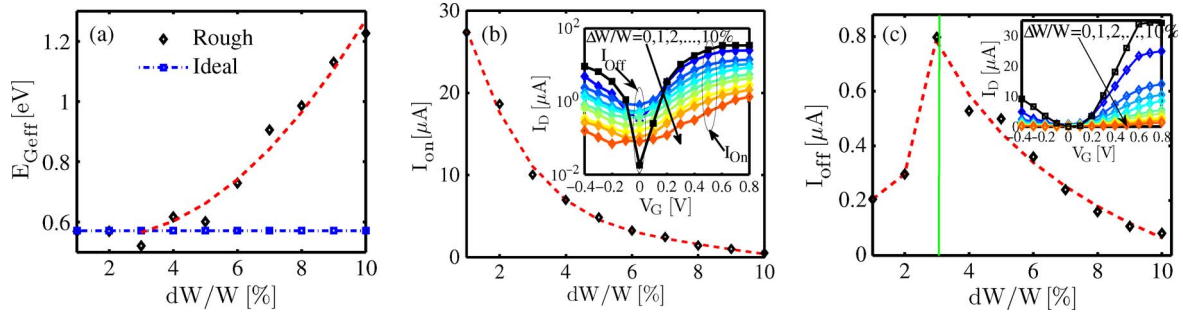 (a)
Rough
Ideal
E_Geff [eV]
1.2
1
0.8
0.6
2 4 6 8 10
dW/W [%]
(b)
I_on [μA]
30
25
20
15
10
5
0
2 4 6 8 10
dW/W [%]
ΔW/W=0,1,2,...,10%
I_Off
I_On
I_D [μA]
10^2
10^0
10^-2
−0.4 −0.2 0 0.2 0.4 0.6 0.8
V_G [V]
(c)
I_off [μA]
0.8
0.6
0.4
0.2
0
2 4 6 8 10
dW/W [%]
ΔW/W=0,1,2,...,10%
I_D [μA]
30
20
10
0
−0.4 −0.2 0 0.2 0.4 0.6 0.8
V_G [V]